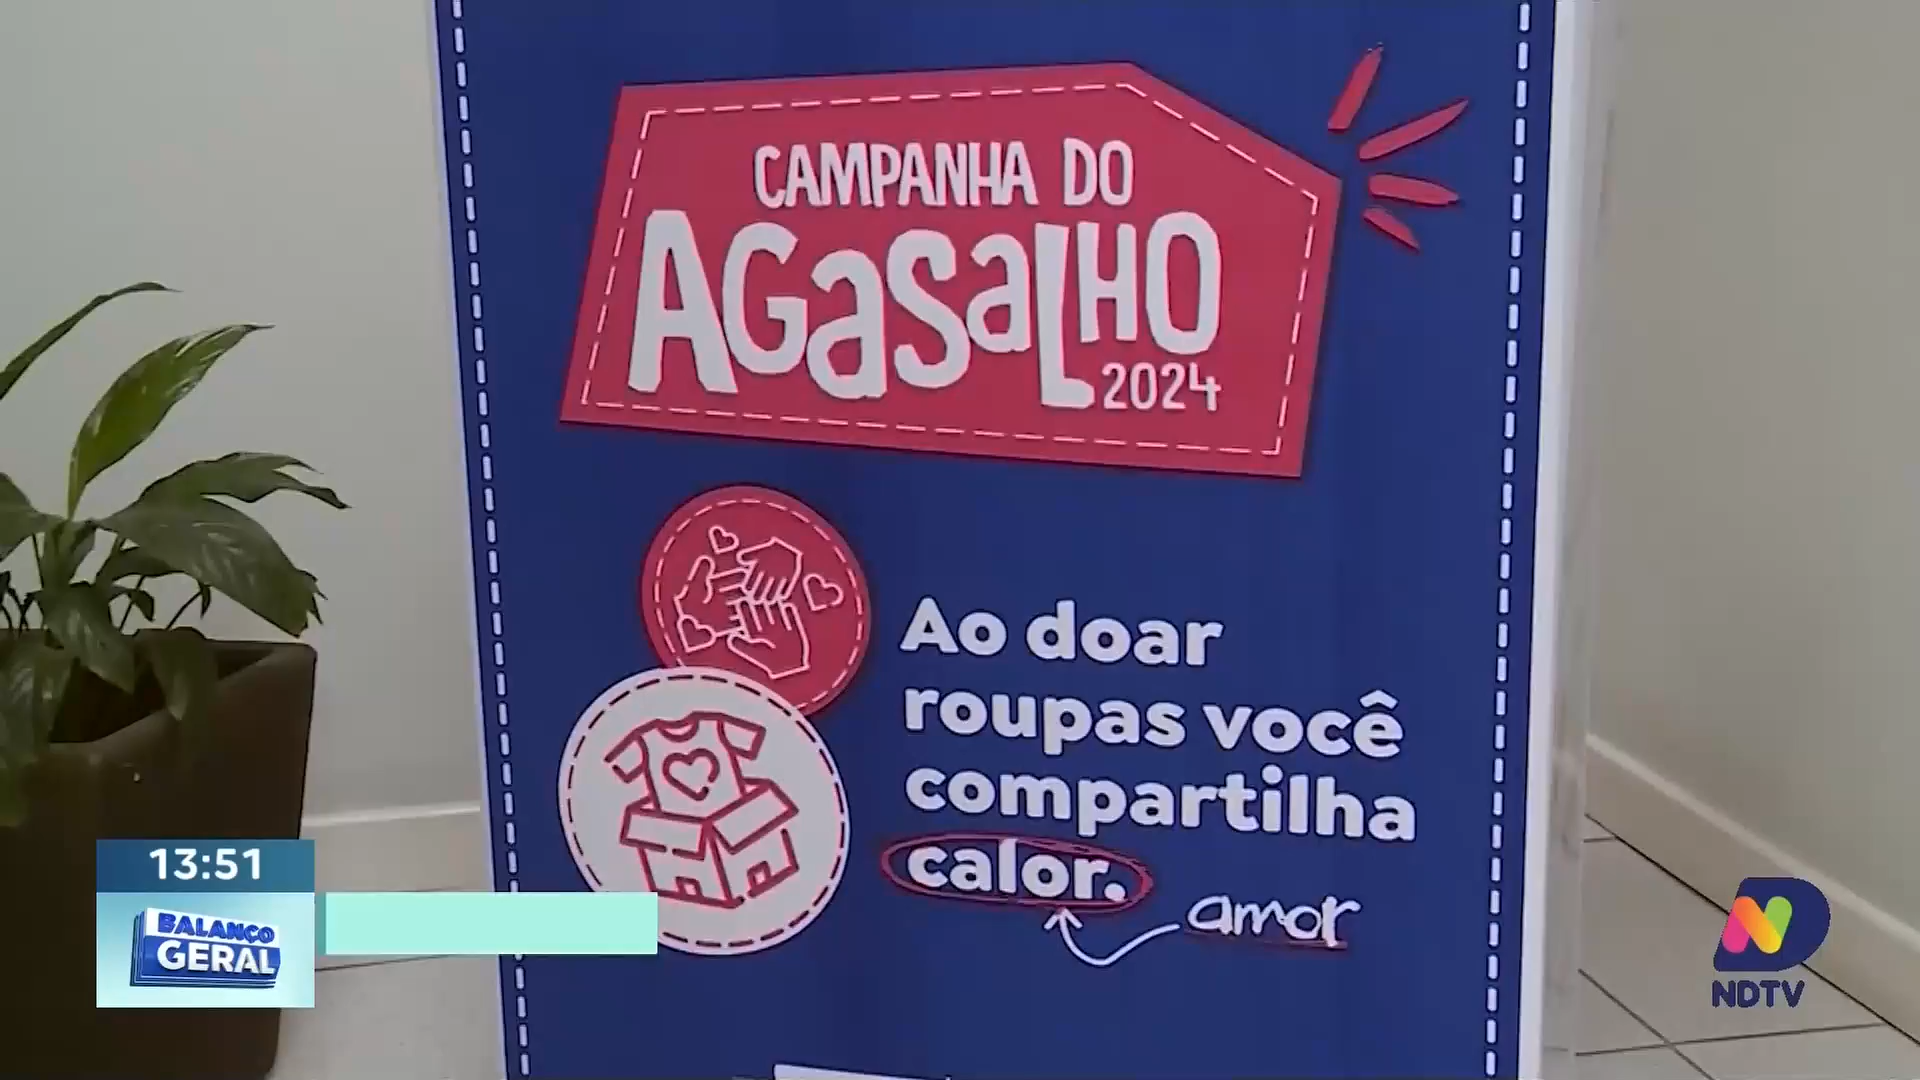 CAMPANHA DO
AGASALHO
2024
Ao doar
roupas você
compartilha
calor.
amor
13:51
BALANÇO
GERAL
NDTV